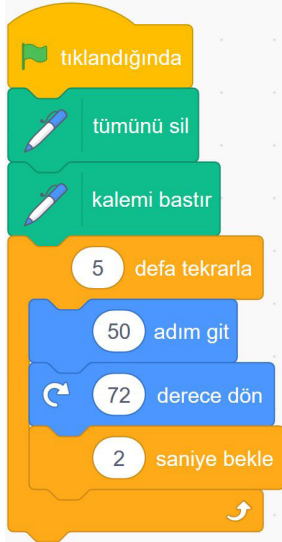 tıklandığında
tümünü sil
kalemi bastır
5 defa tekrarla
50 adım git
72 derece dön
2 saniye bekle